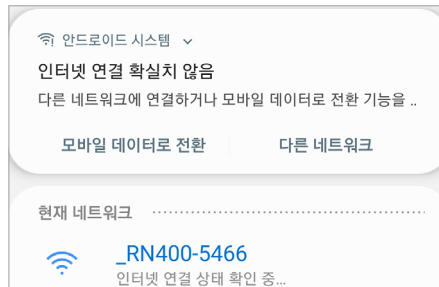 안드로이드 시스템
인터넷 연결 확실치 않음
다른 네트워크에 연결하거나 모바일 데이터로 전환 기능을 ..
모바일 데이터로 전환 다른 네트워크
현재 네트워크
_RN400-5466
인터넷 연결 상태 확인 중...